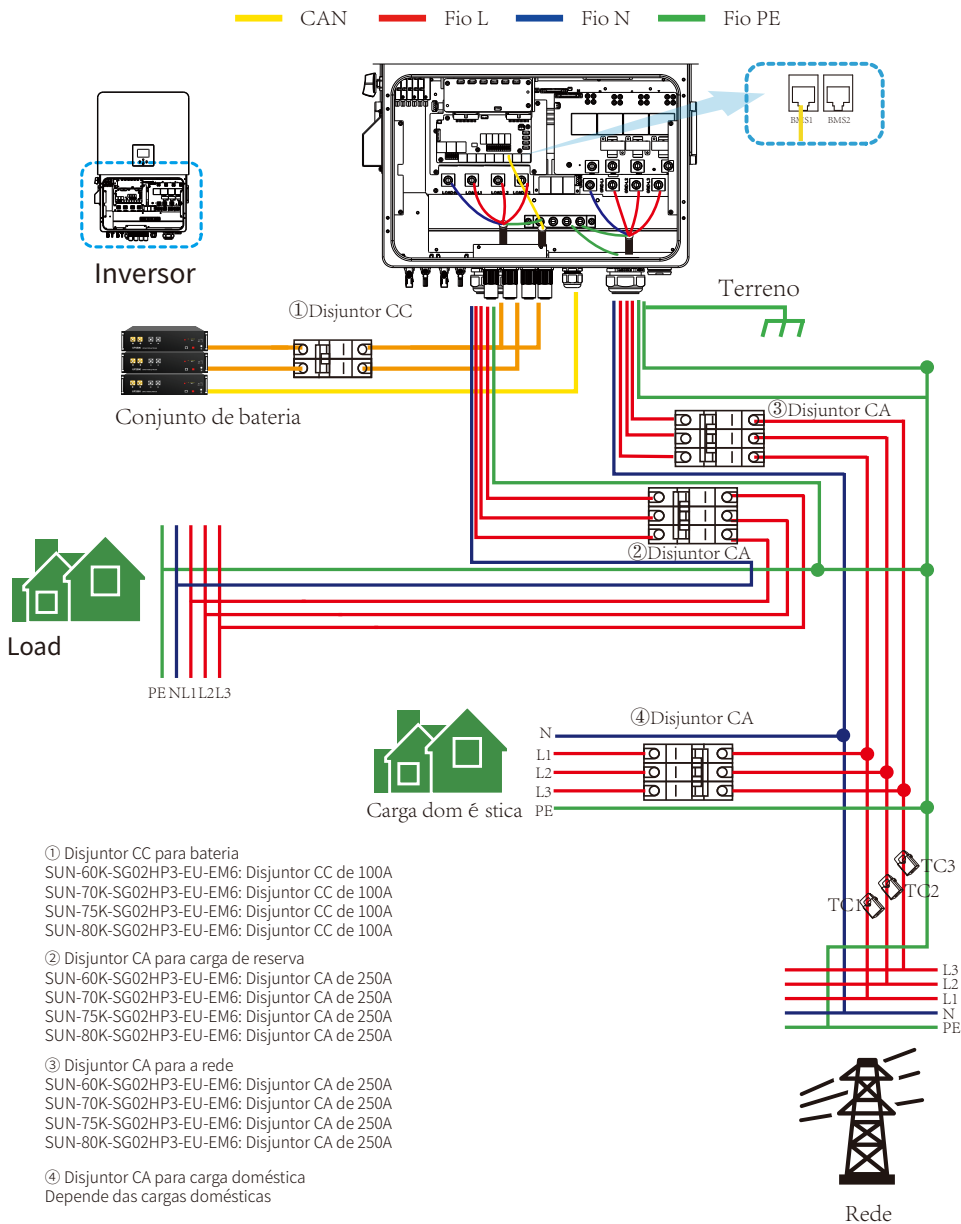 CAN
Fio L
Fio N
Fio PE
BMS1
BMS2
Inversor
Terreno
①Disjuntor CC
Conjunto de bateria
③Disjuntor CA
②Disjuntor CA
Load
PE N L1 L2 L3
④Disjuntor CA
N
L1
L2
L3
PE
Carga dom é stica
① Disjuntor CC para bateria
SUN-60K-SG02HP3-EU-EM6: Disjuntor CC de 100A
SUN-70K-SG02HP3-EU-EM6: Disjuntor CC de 100A
SUN-75K-SG02HP3-EU-EM6: Disjuntor CC de 100A
SUN-80K-SG02HP3-EU-EM6: Disjuntor CC de 100A
② Disjuntor CA para carga de reserva
SUN-60K-SG02HP3-EU-EM6: Disjuntor CA de 250A
SUN-70K-SG02HP3-EU-EM6: Disjuntor CA de 250A
SUN-75K-SG02HP3-EU-EM6: Disjuntor CA de 250A
SUN-80K-SG02HP3-EU-EM6: Disjuntor CA de 250A
③ Disjuntor CA para a rede
SUN-60K-SG02HP3-EU-EM6: Disjuntor CA de 250A
SUN-70K-SG02HP3-EU-EM6: Disjuntor CA de 250A
SUN-75K-SG02HP3-EU-EM6: Disjuntor CA de 250A
SUN-80K-SG02HP3-EU-EM6: Disjuntor CA de 250A
④ Disjuntor CA para carga doméstica
Depende das cargas domésticas
TC3
TC2
TC1
L3
L2
L1
N
PE
Rede